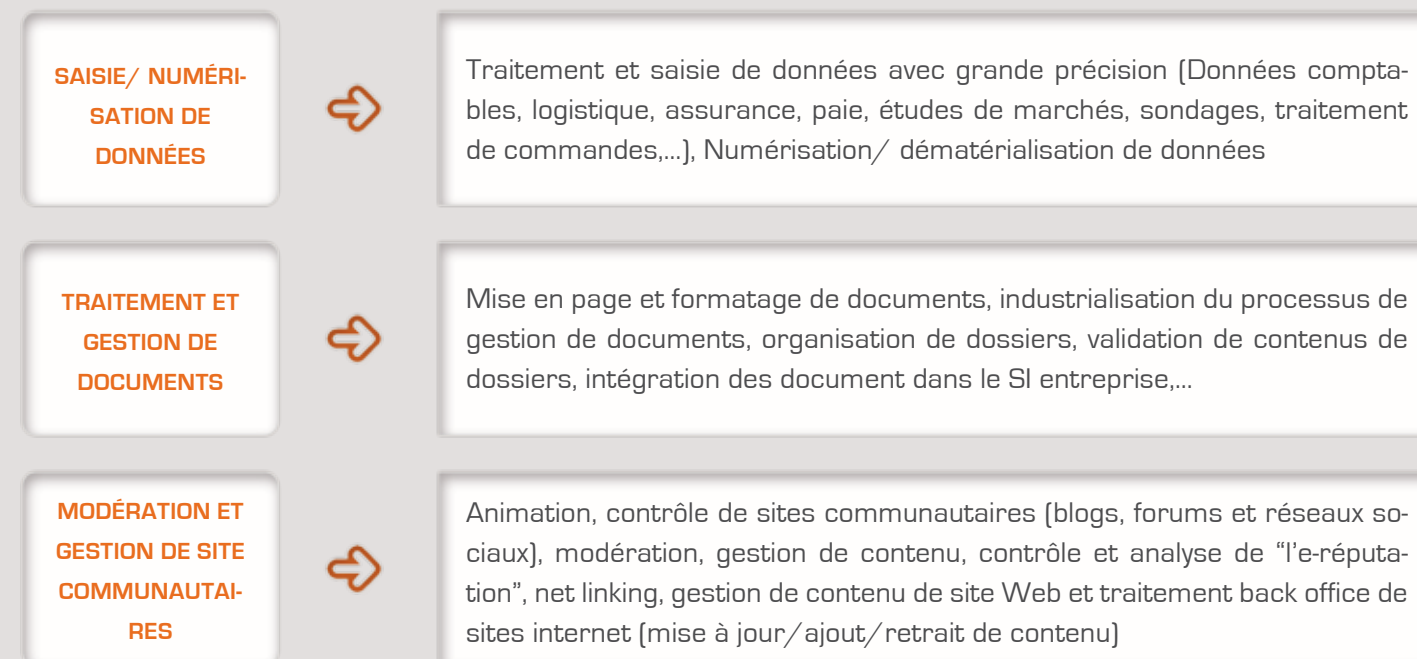 SAISIE/ NUMÉRI-
SATION DE
DONNÉES
Traitement et saisie de données avec grande précision (Données compta-
bles, logistique, assurance, paie, études de marchés, sondages, traitement
de commandes,...), Numérisation/ dématérialisation de données
TRAITEMENT ET
GESTION DE
DOCUMENTS
Mise en page et formatage de documents, industrialisation du processus de
gestion de documents, organisation de dossiers, validation de contenus de
dossiers, intégration des document dans le SI entreprise,...
MODÉRATION ET
GESTION DE SITE
COMMUNAUTAI-
RES
Animation, contrôle de sites communautaires (blogs, forums et réseaux so-
ciaux), modération, gestion de contenu, contrôle et analyse de “l’e-réputa-
tion”, net linking, gestion de contenu de site Web et traitement back office de
sites internet (mise à jour/ajout/retrait de contenu)